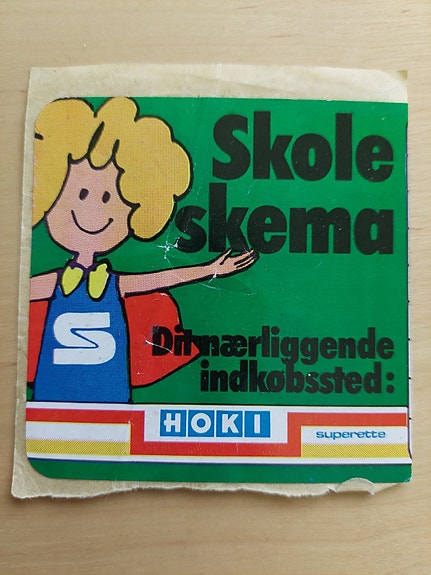 Skole
skema
S
Dit nærliggende
indkøbssted:
HOKI
superette